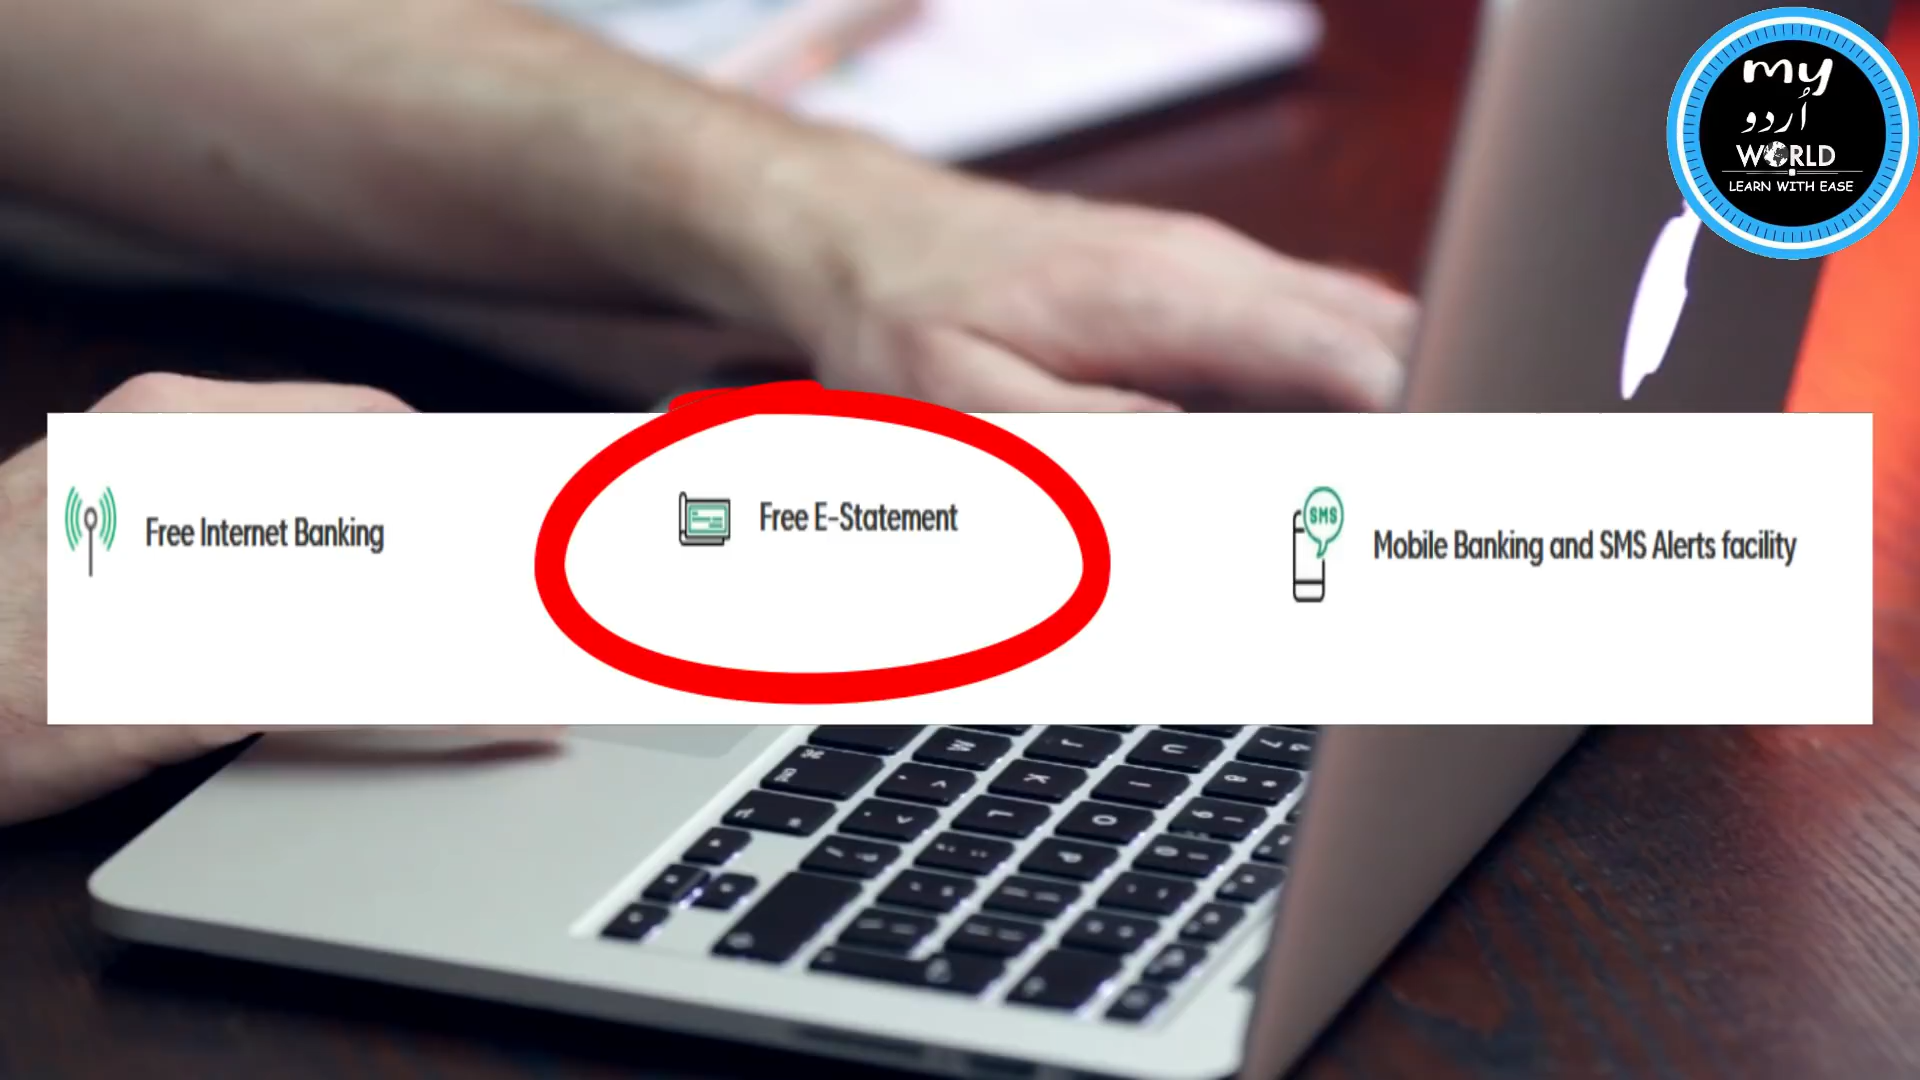 my
اُردو
WORLD
LEARN WITH EASE
Free Internet Banking
Free E-Statement
SMS
Mobile Banking and SMS Alerts facility